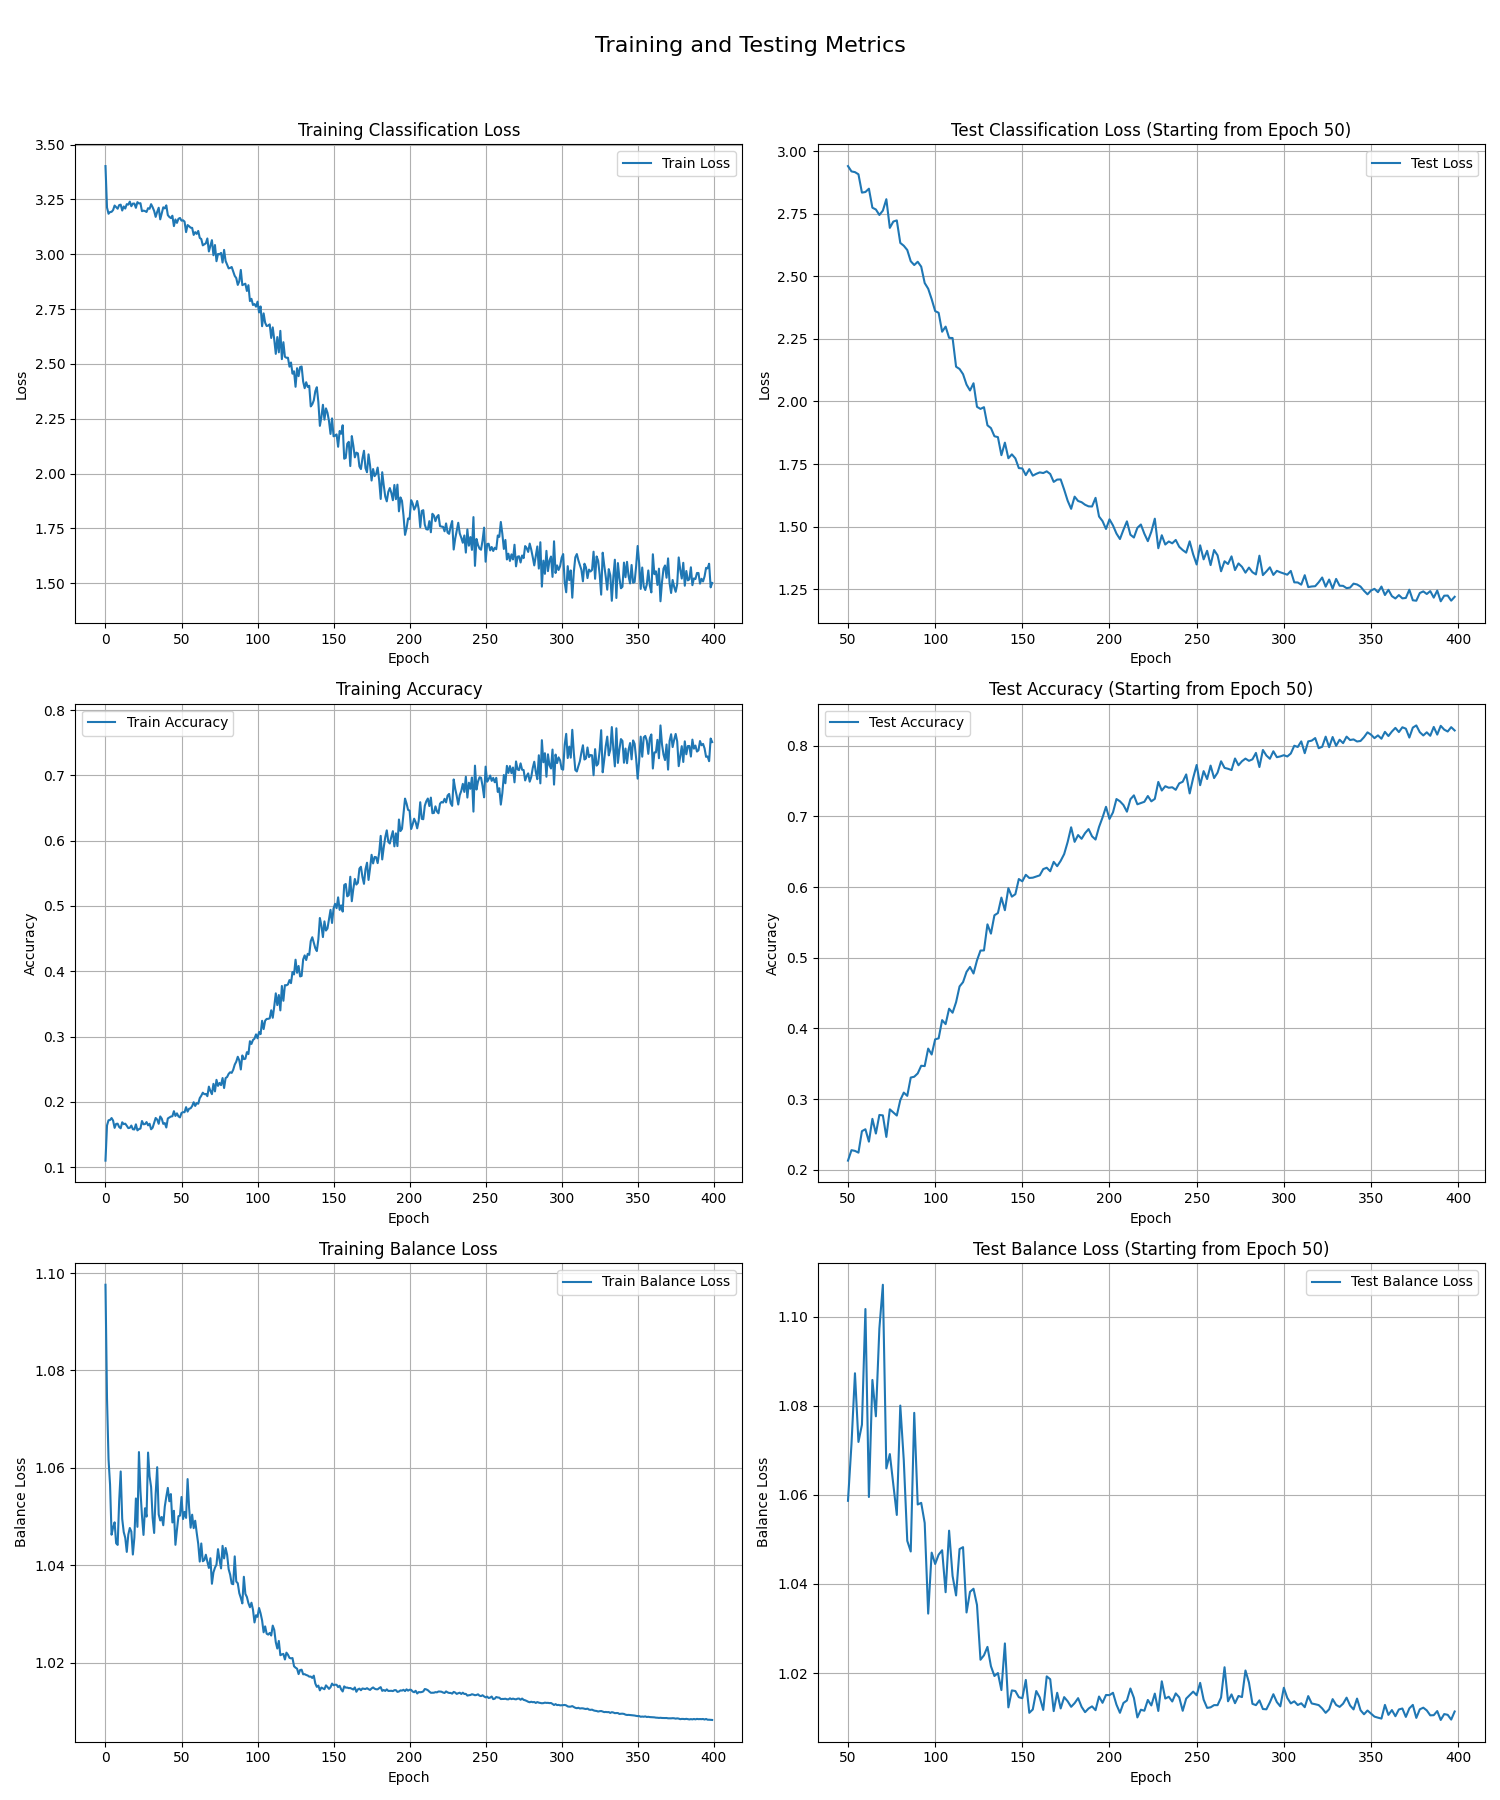 Training and Testing Metrics
Training Classification Loss
3.50
3.25
3.00
2.75
2.50
2.25
2.00
1.75
1.50
Loss
Train Loss
0 50 100 150 200 250 300 350 400
Epoch
Test Classification Loss (Starting from Epoch 50)
3.00
2.75
2.50
2.25
2.00
1.75
1.50
1.25
Loss
Test Loss
50 100 150 200 250 300 350 400
Epoch
Training Accuracy
0.8
0.7
0.6
0.5
0.4
0.3
0.2
0.1
Accuracy
Train Accuracy
0 50 100 150 200 250 300 350 400
Epoch
Test Accuracy (Starting from Epoch 50)
0.8
0.7
0.6
0.5
0.4
0.3
0.2
Accuracy
Test Accuracy
50 100 150 200 250 300 350 400
Epoch
Training Balance Loss
1.10
1.08
1.06
1.04
1.02
Balance Loss
Train Balance Loss
0 50 100 150 200 250 300 350 400
Epoch
Test Balance Loss (Starting from Epoch 50)
1.10
1.08
1.06
1.04
1.02
Balance Loss
Test Balance Loss
50 100 150 200 250 300 350 400
Epoch